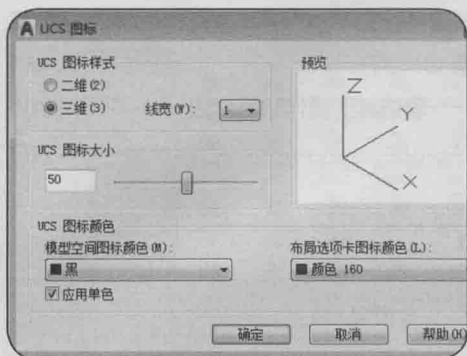 UCS 图标
UCS 图标样式
二维(2)
三维(3)
线宽(W):
1
预览
Z
Y
X
UCS 图标大小
50
UCS 图标颜色
模型空间图标颜色(M):
黑
应用单色
布局选项卡图标颜色(L):
颜色 160
确定
取消
帮助(H)